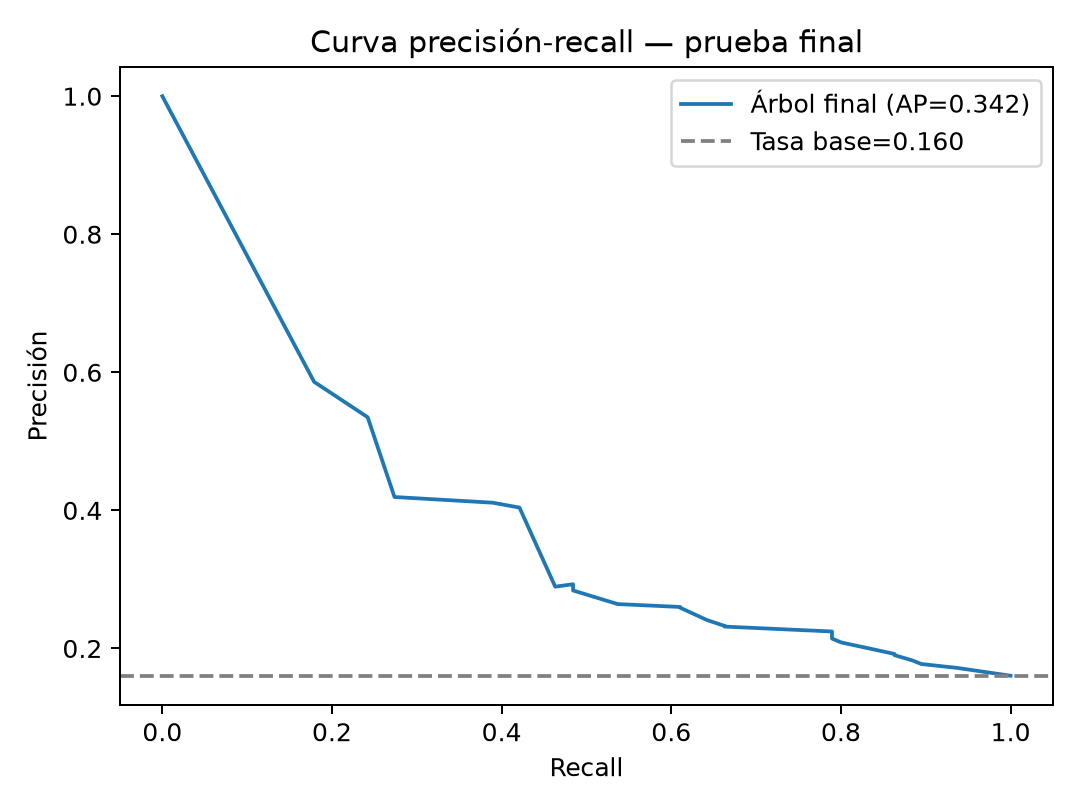 Curva precisión-recall — prueba final
Árbol final (AP=0.342)
Tasa base=0.160
Precisión
1.0
0.8
0.6
0.4
0.2
0.0 0.2 0.4 0.6 0.8 1.0
Recall